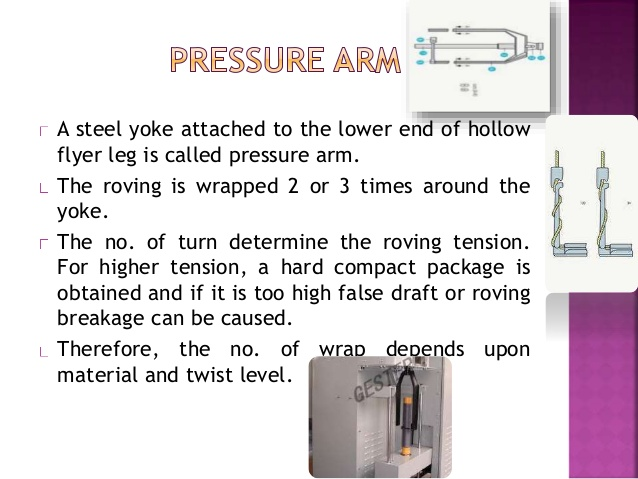 PRESSURE ARM
A steel yoke attached to the lower end of hollow
flyer leg is called pressure arm.
The roving is wrapped 2 or 3 times around the
yoke.
The no. of turn determine the roving tension.
For higher tension, a hard compact package is
obtained and if it is too high false draft or roving
breakage can be caused.
Therefore, the no. of wrap depends upon
material and twist level.